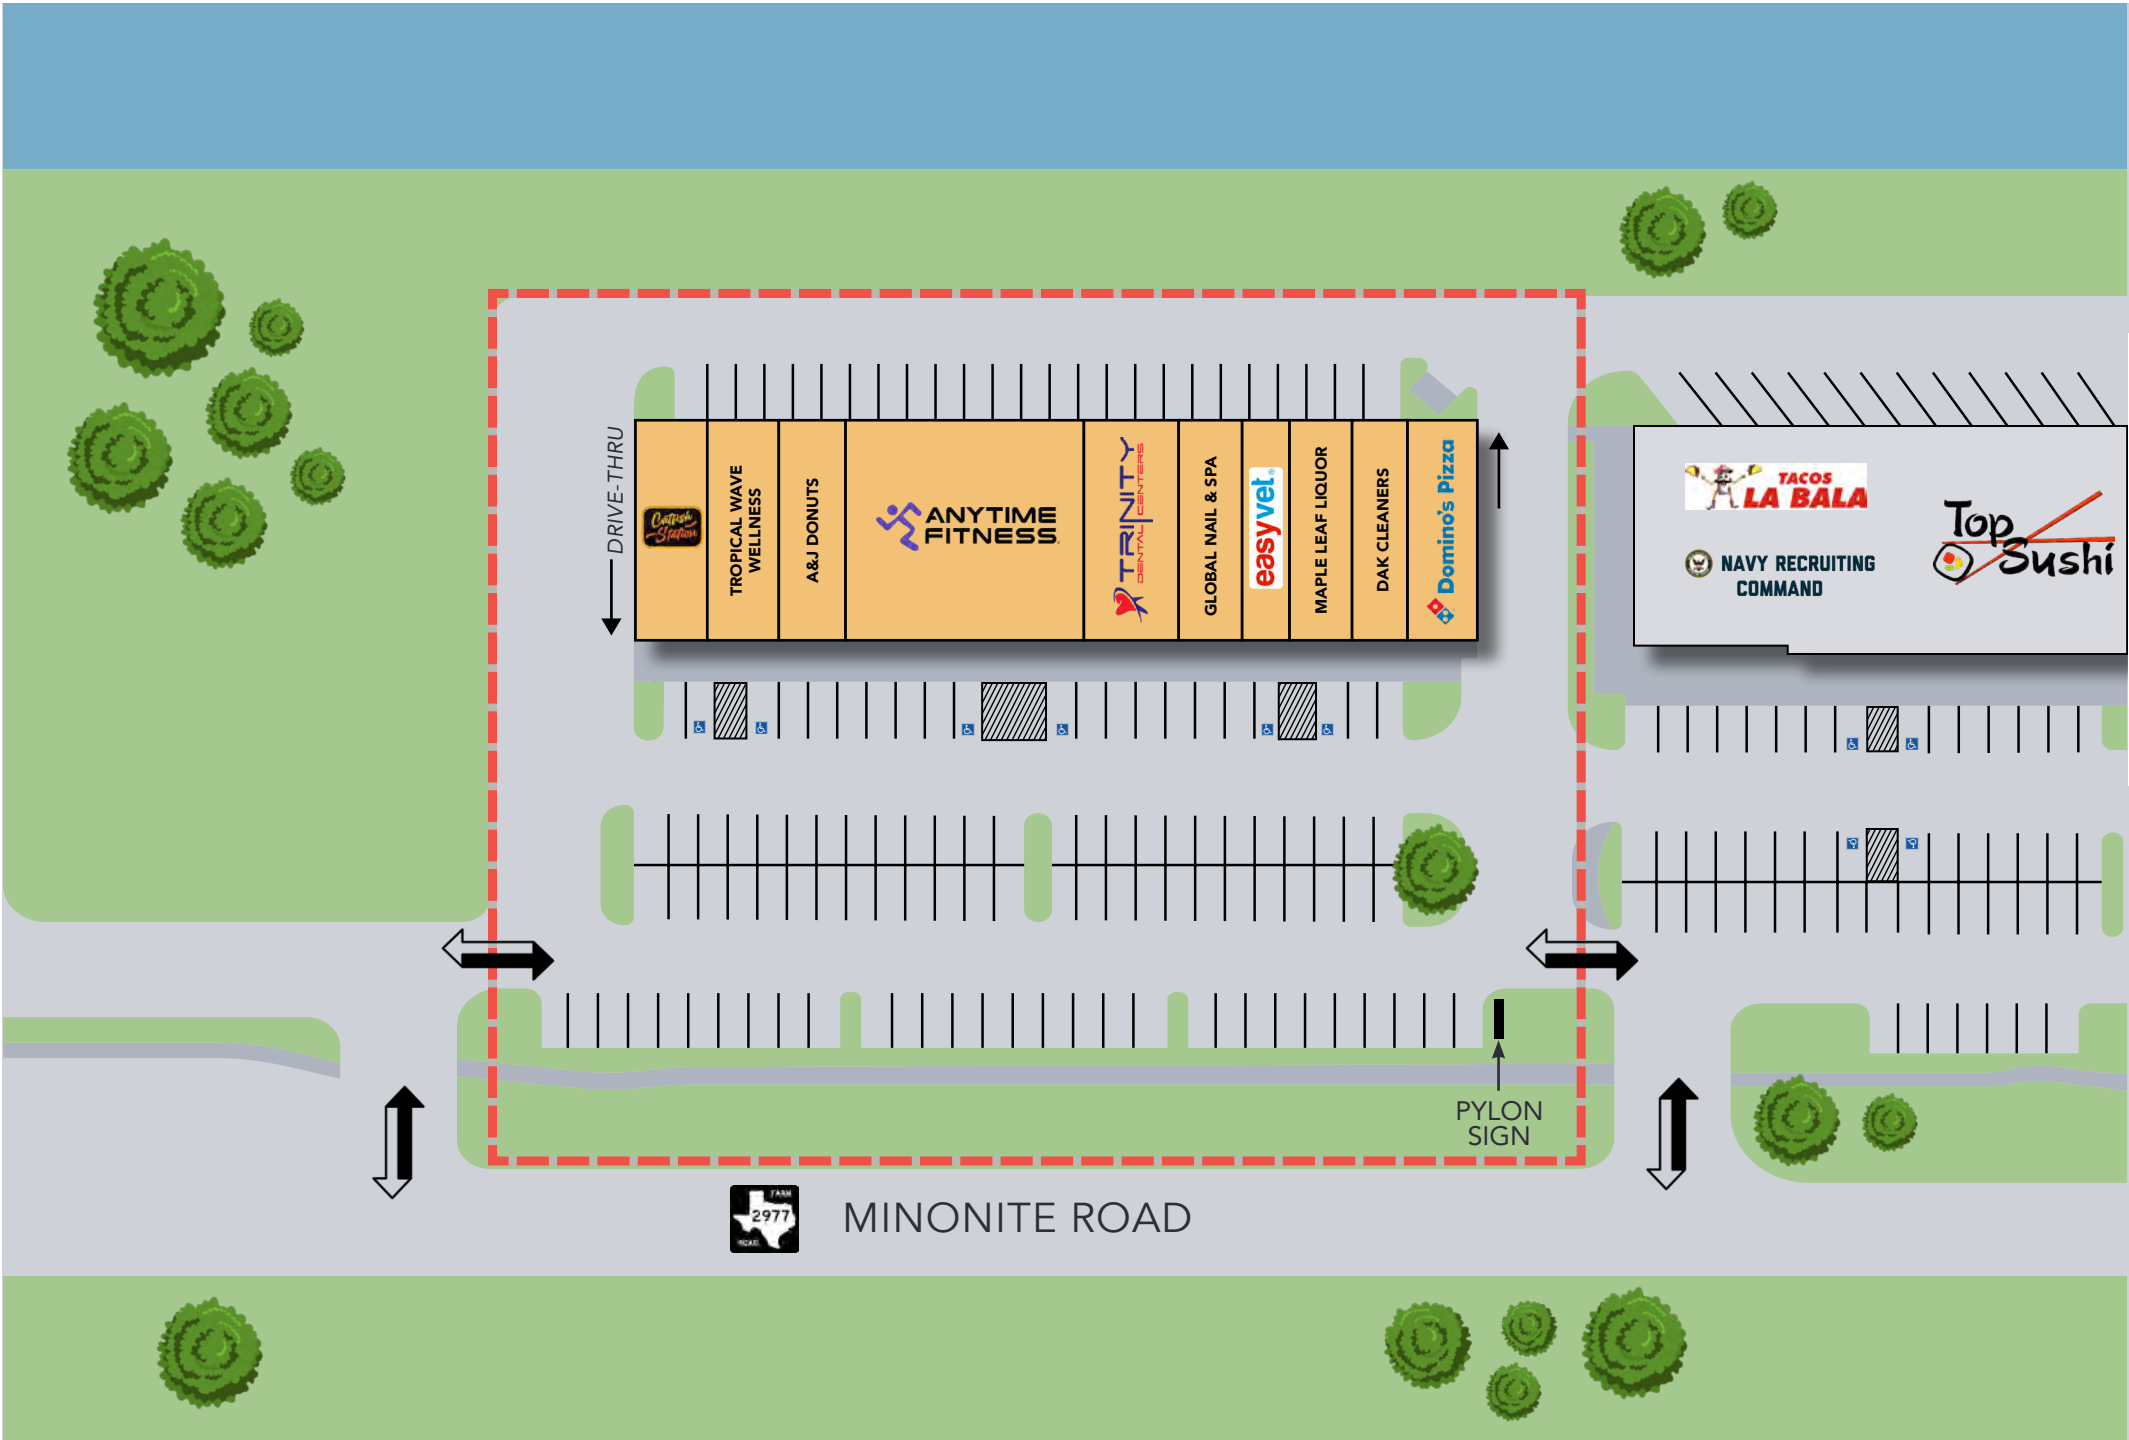 DRIVE-THRU
Catfish
Station
TROPICAL WAVE
WELLNESS
A&J DONUTS
ANYTIME
FITNESS
TRINITY
DENTAL CENTERS
GLOBAL NAIL & SPA
easyvet
MAPLE LEAF LIQUOR
DAK CLEANERS
Domino's Pizza
TACOS
LA BALA
NAVY RECRUITING
COMMAND
Top
Sushi
PYLON
SIGN
FARM
2977
ROAD
MINONITE ROAD